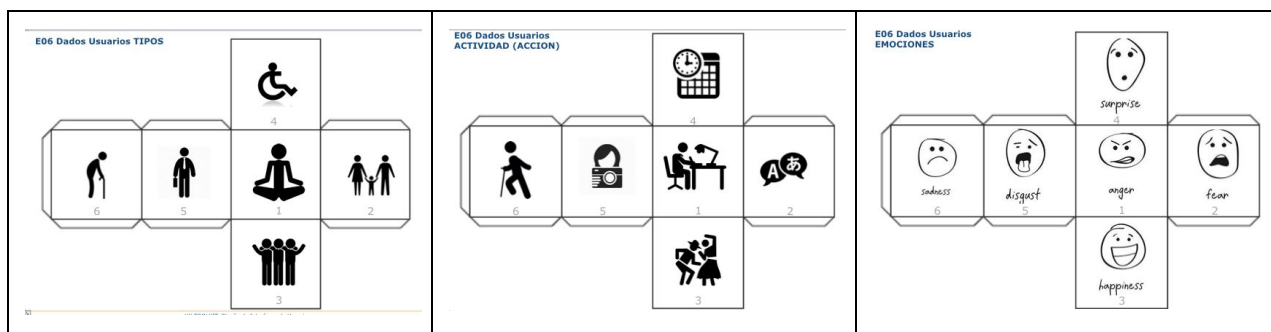 E06 Dados Usuarios TIPOS
4
6
5
1
2
3
E06 Dados Usuarios
ACTIVIDAD (ACCION)
4
6
5
A あ
1
2
3
E06 Dados Usuarios
EMOCIONES
surprise
4
sadness
disgust
anger
fear
6
5
1
2
happiness
3